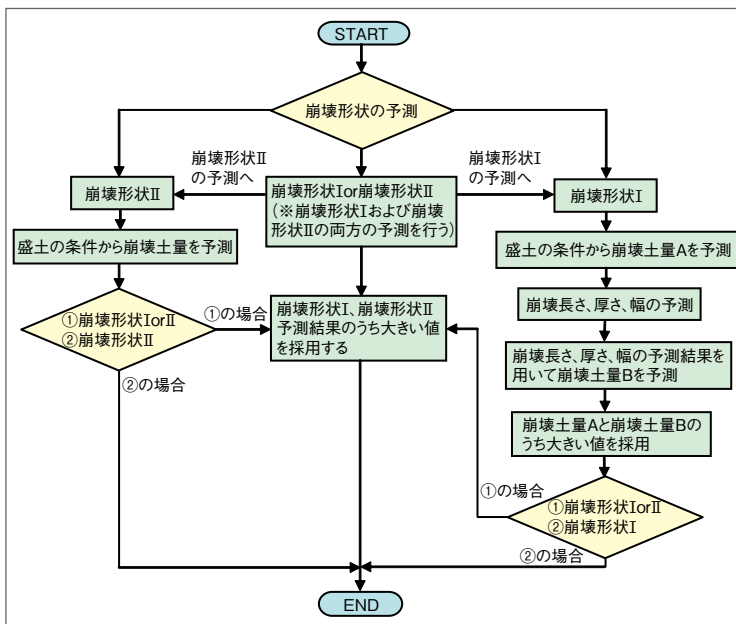 START
崩壊形状の予測
崩壊形状Ⅱ
の予測へ
崩壊形状Ⅰ
の予測へ
崩壊形状Ⅱ
崩壊形状Ⅰor崩壊形状Ⅱ
(※崩壊形状Ⅰおよび崩壊
形状Ⅱの両方の予測を行う)
崩壊形状Ⅰ
盛土の条件から崩壊土量を予測
盛土の条件から崩壊土量Aを予測
①崩壊形状ⅠorⅡ
②崩壊形状Ⅱ
①の場合
②の場合
崩壊形状Ⅰ、崩壊形状Ⅱ
予測結果のうち大きい値
を採用する
崩壊長さ、厚さ、幅の予測
崩壊長さ、厚さ、幅の予測結果を
用いて崩壊土量Bを予測
崩壊土量Aと崩壊土量Bの
うち大きい値を採用
①の場合
①崩壊形状ⅠorⅡ
②崩壊形状Ⅰ
②の場合
END